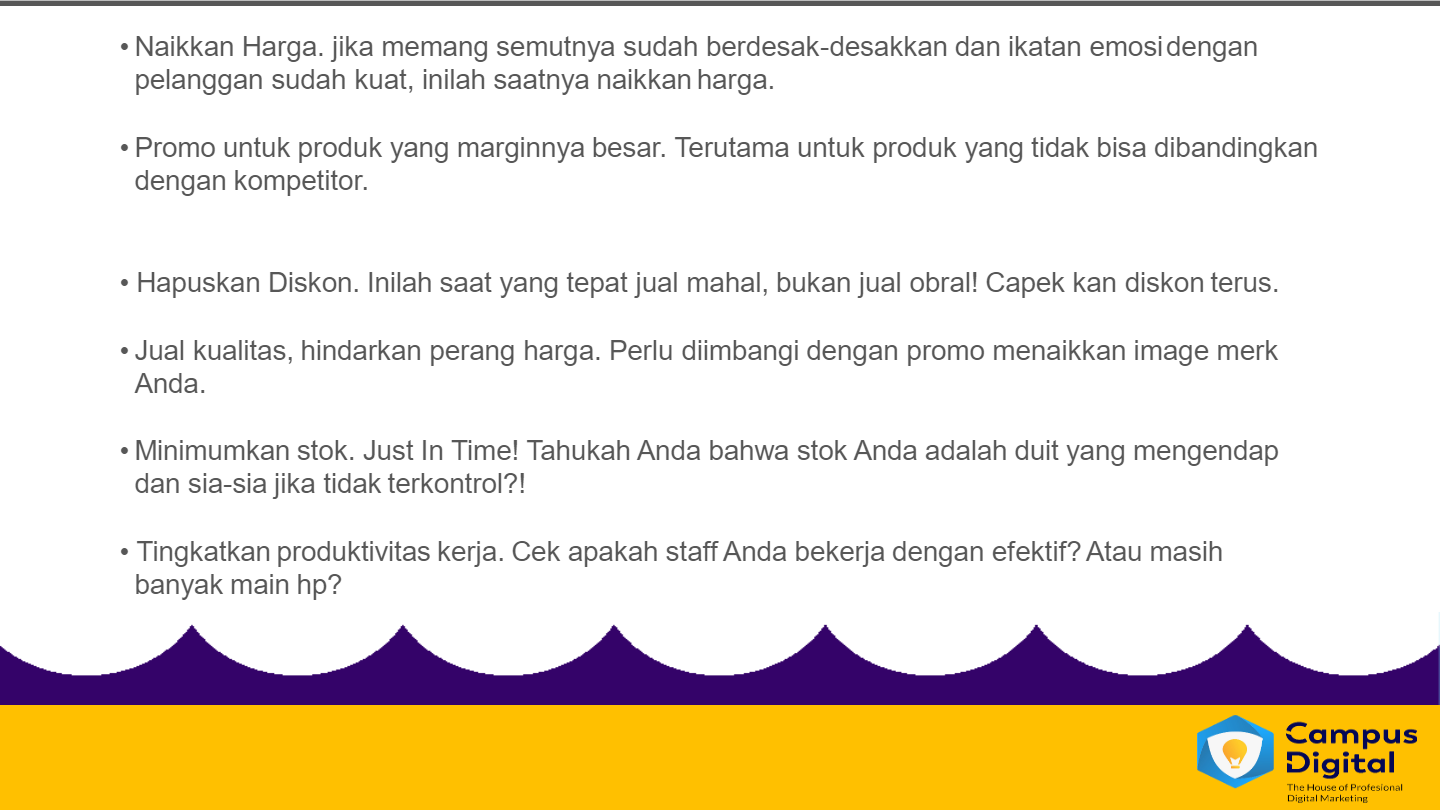 • Naikkan Harga. jika memang semutnya sudah berdesak-desakkan dan ikatan emosi dengan
pelanggan sudah kuat, inilah saatnya naikkan harga.
• Promo untuk produk yang marginnya besar. Terutama untuk produk yang tidak bisa dibandingkan
dengan kompetitor.
• Hapuskan Diskon. Inilah saat yang tepat jual mahal, bukan jual obral! Capek kan diskon terus.
• Jual kualitas, hindarkan perang harga. Perlu diimbangi dengan promo menaikkan image merk
Anda.
• Minimumkan stok. Just In Time! Tahukah Anda bahwa stok Anda adalah duit yang mengendap
dan sia-sia jika tidak terkontrol?!
• Tingkatkan produktivitas kerja. Cek apakah staff Anda bekerja dengan efektif? Atau masih
banyak main hp?
Campus
Digital
The House of Profesional
Digital Marketing